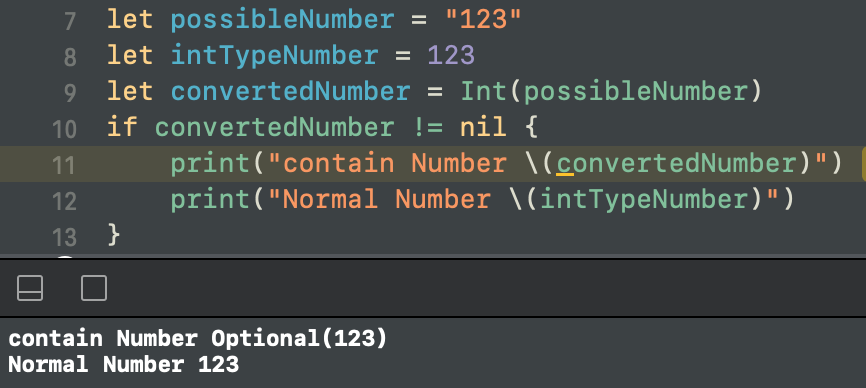 7 let possibleNumber = "123"
8 let intTypeNumber = 123
9 let convertedNumber = Int(possibleNumber)
10 if convertedNumber != nil {
11     print("contain Number \(convertedNumber)")
12     print("Normal Number \(intTypeNumber)")
13 }
contain Number Optional(123)
Normal Number 123